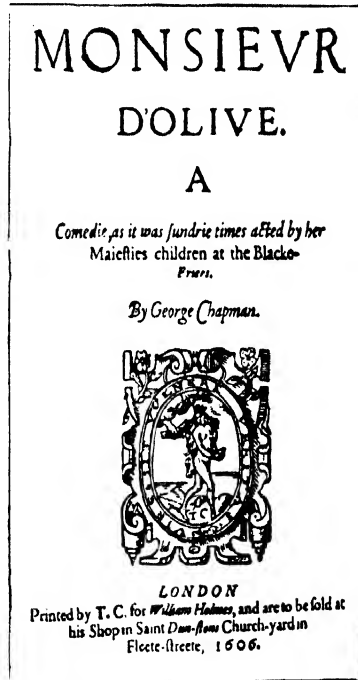 MONSIEVR
D'OLIVE.
A
Comedie, as it was ſundrie times acted by her
Maieſties children at the Blacke-
Friers.
By George Chapman.
T C
LONDON
Printed by T. C. for William Holmes, and are to be ſold at
his Shop in Saint Dun-ſtons Church-yard in
Fleete-ſtreete, 1606.